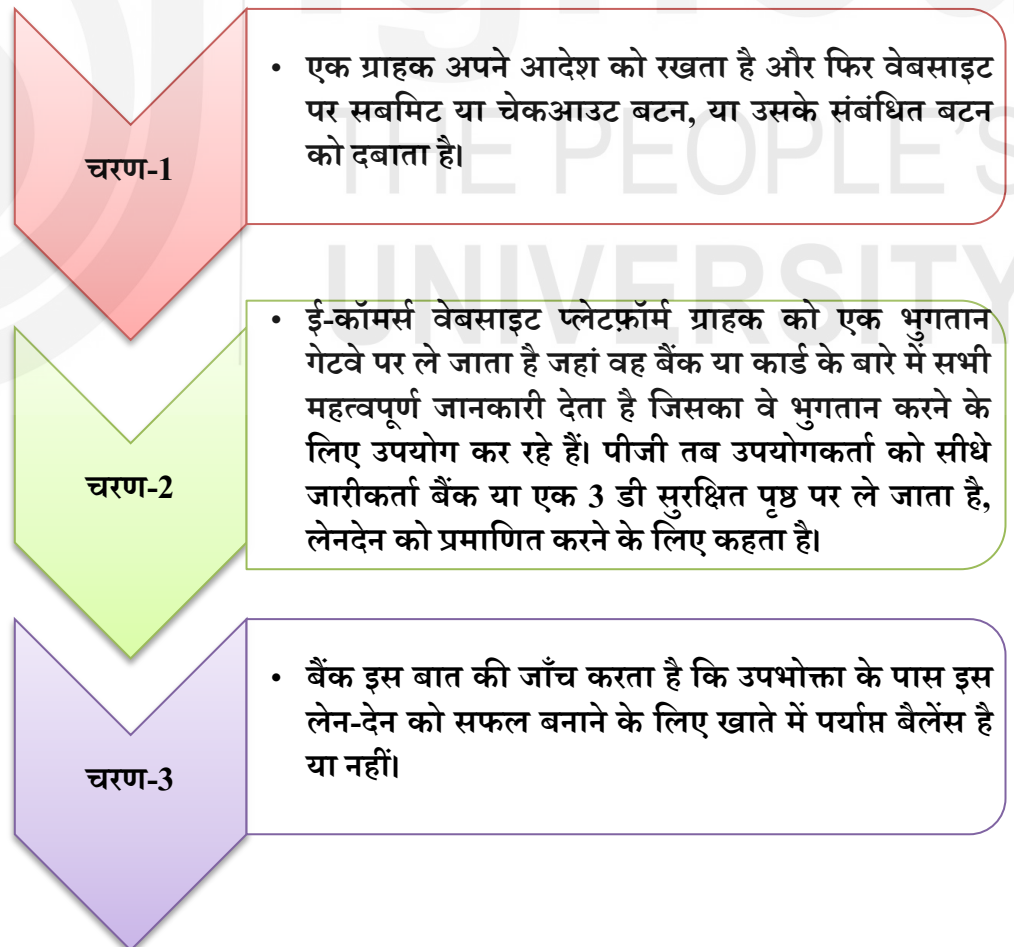 चरण-1
• एक ग्राहक अपने आदेश को रखता है और फिर वेबसाइट
पर सबमिट या चेकआउट बटन, या उसके संबंधित बटन
को दबाता है।
THE PEOPLE'S
UNIVERSITY
चरण-2
• ई-कॉमर्स वेबसाइट प्लेटफ़ॉर्म ग्राहक को एक भुगतान
गेटवे पर ले जाता है जहां वह बैंक या कार्ड के बारे में सभी
महत्वपूर्ण जानकारी देता है जिसका वे भुगतान करने के
लिए उपयोग कर रहे हैं। पीजी तब उपयोगकर्ता को सीधे
जारीकर्ता बैंक या एक 3 डी सुरक्षित पृष्ठ पर ले जाता है,
लेनदेन को प्रमाणित करने के लिए कहता है।
चरण-3
• बैंक इस बात की जाँच करता है कि उपभोक्ता के पास इस
लेन-देन को सफल बनाने के लिए खाते में पर्याप्त बैलेंस है
या नहीं।